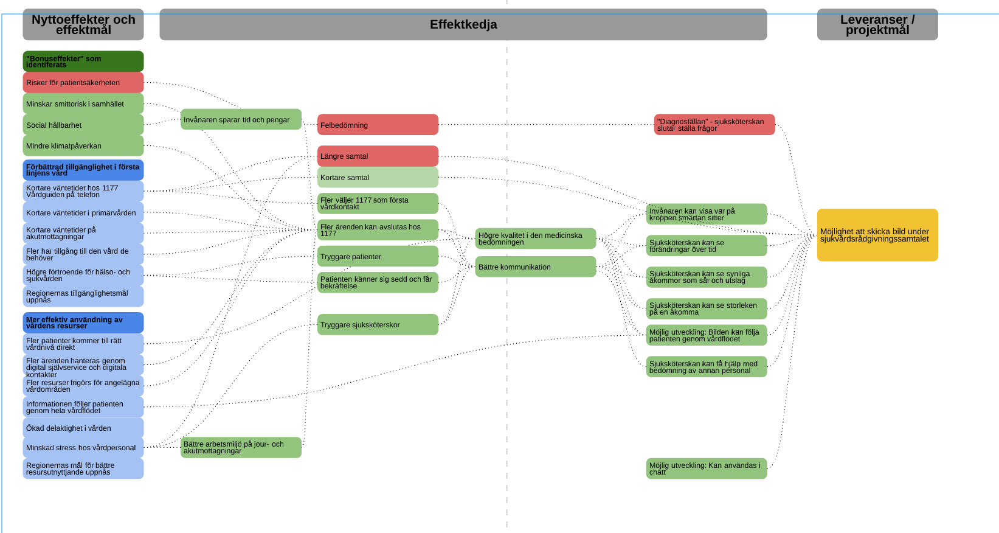 Nyttoeffekter och
effektmål
Effektkedja
Leveranser /
projektmål
"Bonuseffekter" som
identiferats
Risker för patientsäkerheten
Minskar smittorisk i samhället
Social hållbarhet
Mindre klimatpåverkan
Förbättrad tillgänglighet i första
linjens vård
Kortare väntetider hos 1177
Vårdguiden på telefon
Kortare väntetider i primärvården
Kortare väntetider på
akutmottagningar
Fler har tillgång till den vård de
behöver
Högre förtroende för hälso- och
sjukvården
Regionernas tillgänglighetsmål
uppnås
Mer effektiv användning av
vårdens resurser
Fler patienter kommer till rätt
vårdnivå direkt
Fler ärenden hanteras genom
digital självservice och digitala
kontakter
Fler resurser frigörs för angelägna
vårdområden
Informationen följer patienten
genom hela vårdflödet
Ökad delaktighet i vården
Minskad stress hos vårdpersonal
Regionernas mål för bättre
resursutnyttjande uppnås
Invånaren sparar tid och pengar
Bättre arbetsmiljö på jour- och
akutmottagningar
Felbedömning
Längre samtal
Kortare samtal
Fler väljer 1177 som första
vårdkontakt
Fler ärenden kan avslutas hos
1177
Tryggare patienter
Patienten känner sig sedd och får
bekräftelse
Tryggare sjuksköterskor
Högre kvalitet i den medicinska
bedömningen
Bättre kommunikation
"Diagnosfällan" - sjuksköterskan
slutar ställa frågor
Invånaren kan visa var på
kroppen smärtan sitter
Sjuksköterskan kan se
förändringar över tid
Sjuksköterskan kan se synliga
åkommor som sår och utslag
Sjuksköterskan kan se storleken
på en åkomma
Möjlig utveckling: Bilden kan följa
patienten genom vårdflödet
Sjuksköterskan kan få hjälp med
bedömning av annan personal
Möjlig utveckling: Kan användas i
chatt
Möjlighet att skicka bild under
sjukvårdsrådgivningssamtalet